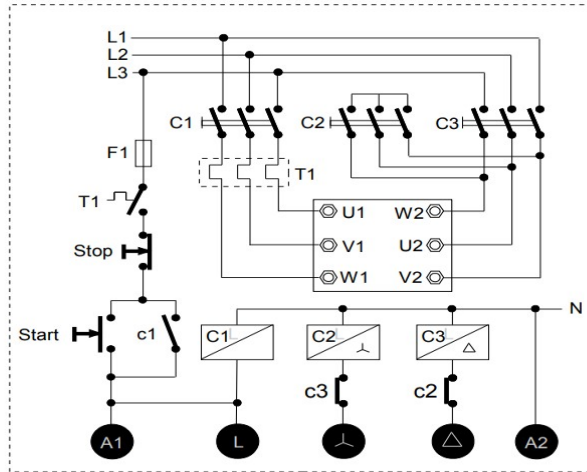 L1
L2
L3
C1
C2
C3
F1
T1
T1
U1 W2
V1 U2
W1 V2
Stop
N
Start
c1
C1 L
C2 L
C3 L
△
c3
c2
A1
L
△
A2